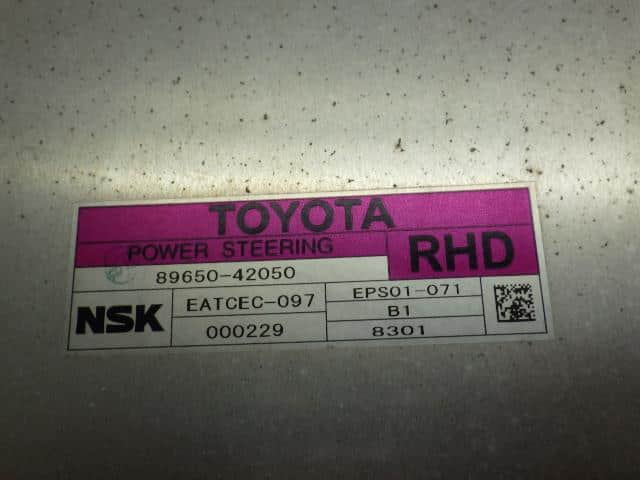 TOYOTA
POWER STEERING
RHD
89650-42050
NSK
EATCEC-097
EPS01-071
B1
000229
8301